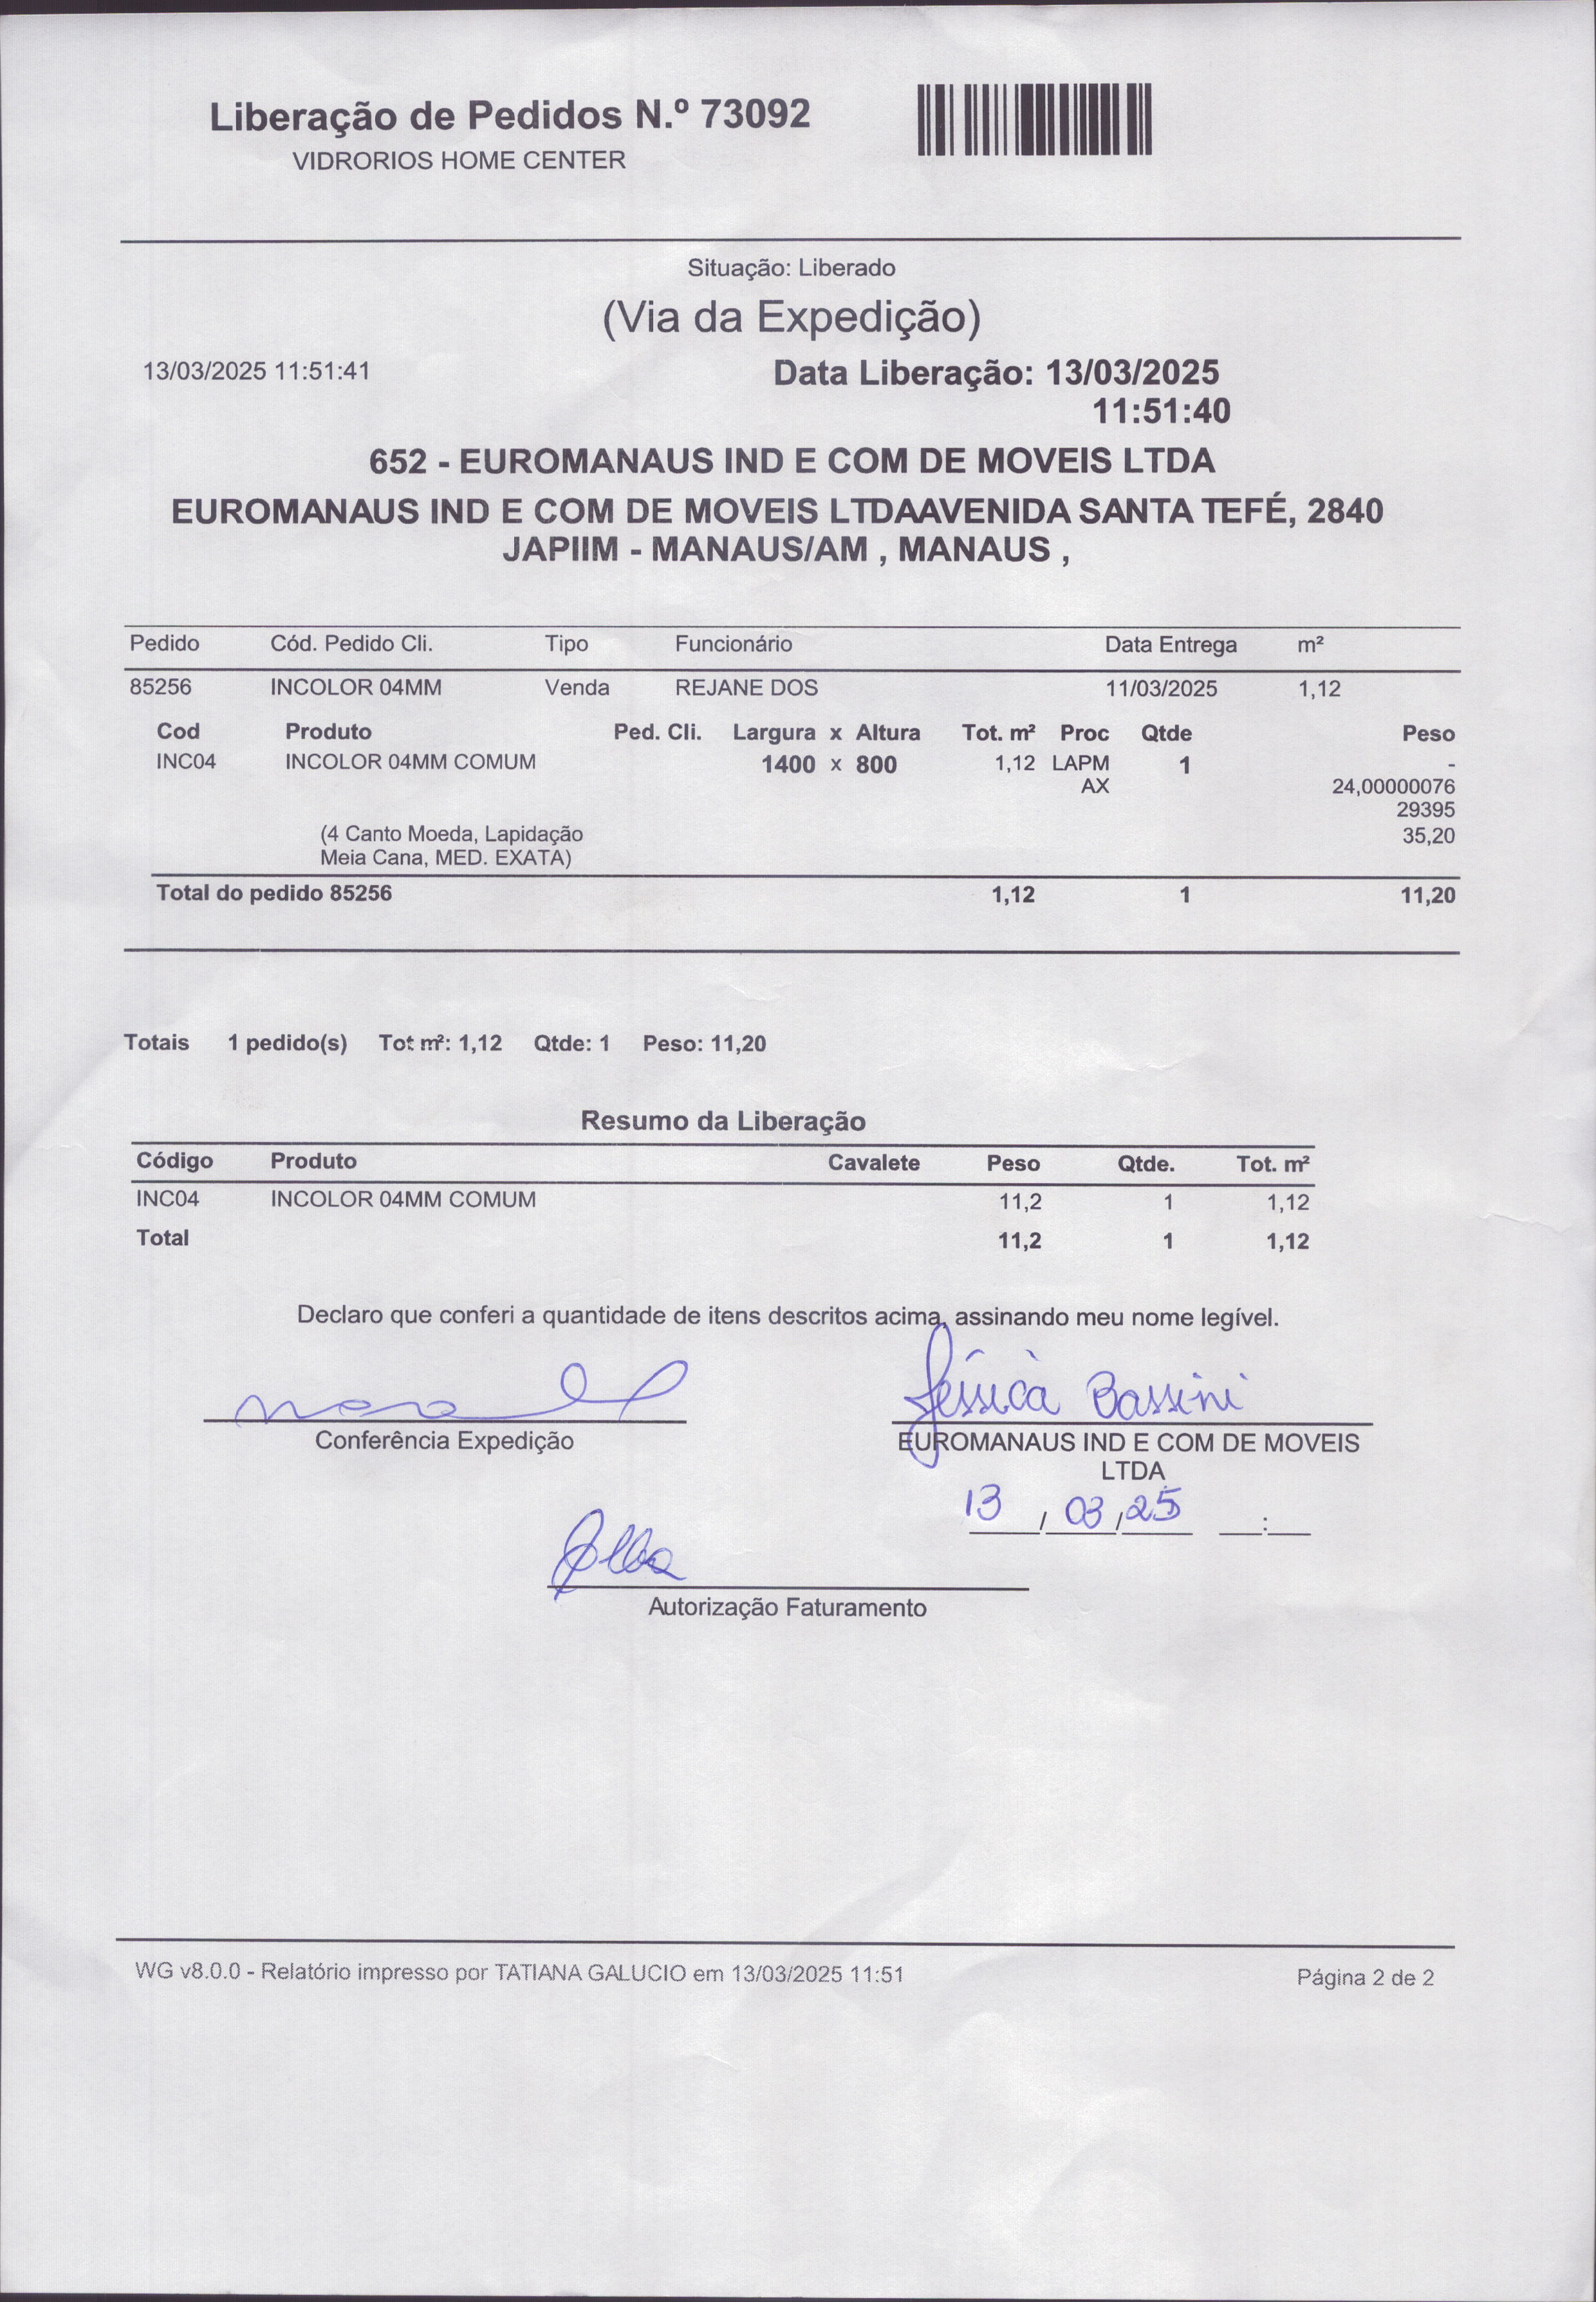 Liberação de Pedidos N.º 73092
VIDRORIOS HOME CENTER
Situação: Liberado
(Via da Expedição)
13/03/2025 11:51:41
Data Liberação: 13/03/2025
11:51:40
652 - EUROMANAUS IND E COM DE MOVEIS LTDA
EUROMANAUS IND E COM DE MOVEIS LTDAAVENIDA SANTA TEFÉ, 2840
JAPIIM - MANAUS/AM , MANAUS ,
Pedido Cód. Pedido Cli. Tipo Funcionário Data Entrega m²
85256 INCOLOR 04MM Venda REJANE DOS 11/03/2025 1,12
Cod Produto Ped. Cli. Largura x Altura Tot. m² Proc Qtde Peso
INC04 INCOLOR 04MM COMUM 1400 x 800 1,12 LAPM 1 -
AX 24,00000076
29395
(4 Canto Moeda, Lapidação 35,20
Meia Cana, MED. EXATA)
Total do pedido 85256 1,12 1 11,20
Totais 1 pedido(s) Tot m²: 1,12 Qtde: 1 Peso: 11,20
Resumo da Liberação
Código Produto Cavalete Peso Qtde. Tot. m²
INC04 INCOLOR 04MM COMUM 11,2 1 1,12
Total 11,2 1 1,12
Declaro que conferi a quantidade de itens descritos acima, assinando meu nome legível.
Jéssica Bassini
Conferência Expedição
EUROMANAUS IND E COM DE MOVEIS
LTDA
13 / 03 / 25 :
Autorização Faturamento
WG v8.0.0 - Relatório impresso por TATIANA GALUCIO em 13/03/2025 11:51
Página 2 de 2